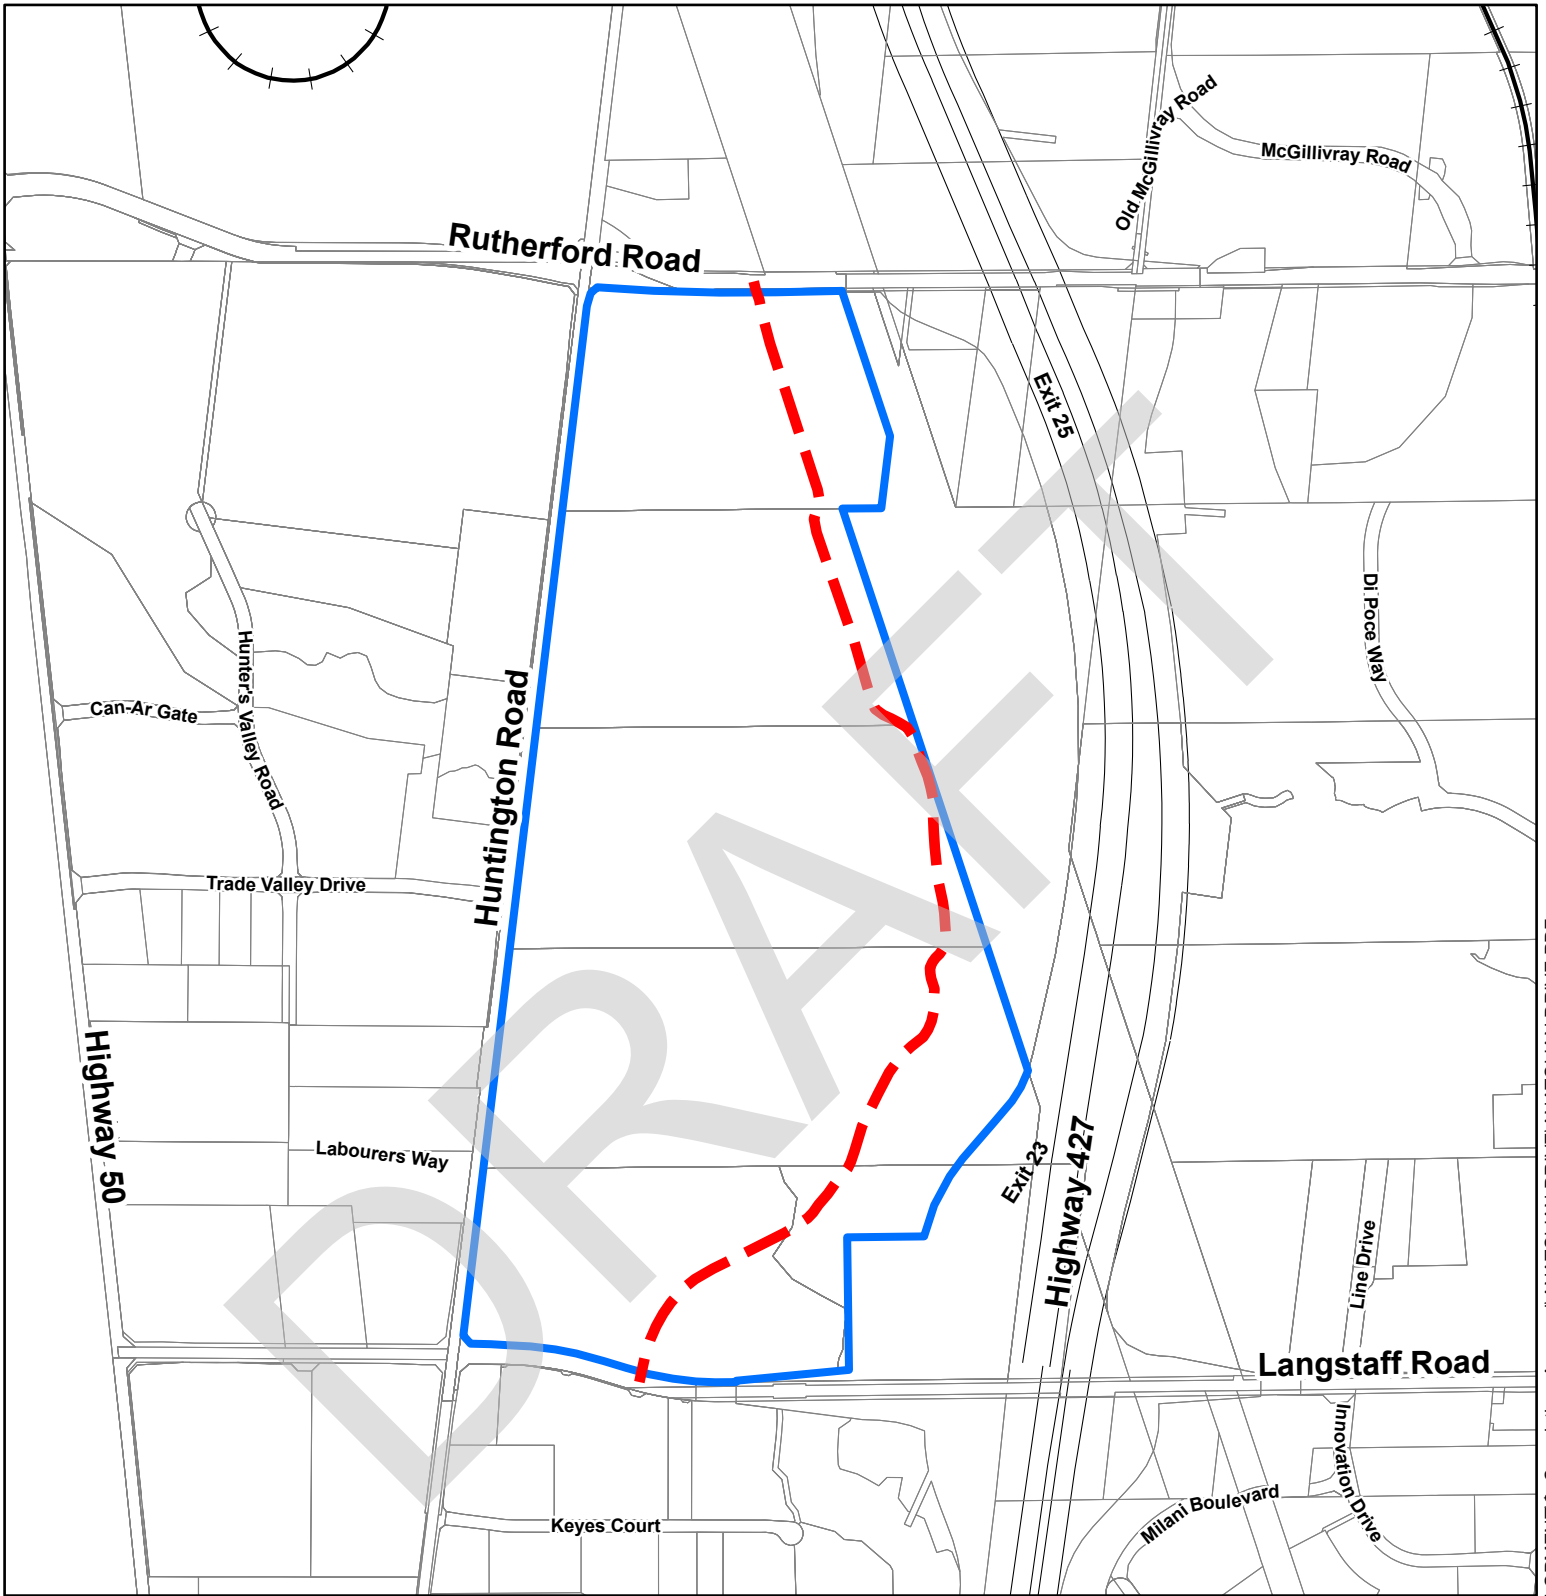 Old McGillivray Road
McGillivray Road
Rutherford Road
Exit 25
Di Poce Way
Hunter's Valley Road
Can-Ar Gate
Huntington Road
Trade Valley Drive
Highway 50
Labourers Way
Exit 23
Highway 427
Line Drive
Langstaff Road
Innovation Drive
Milani Boulevard
Keyes Court
DRAFT